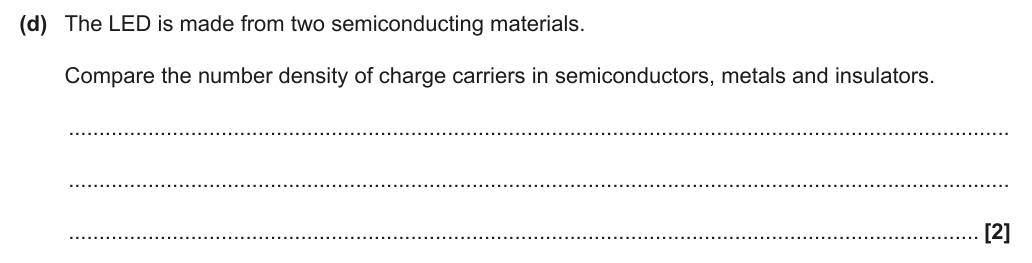 (d) The LED is made from two semiconducting materials.
Compare the number density of charge carriers in semiconductors, metals and insulators.
[2]